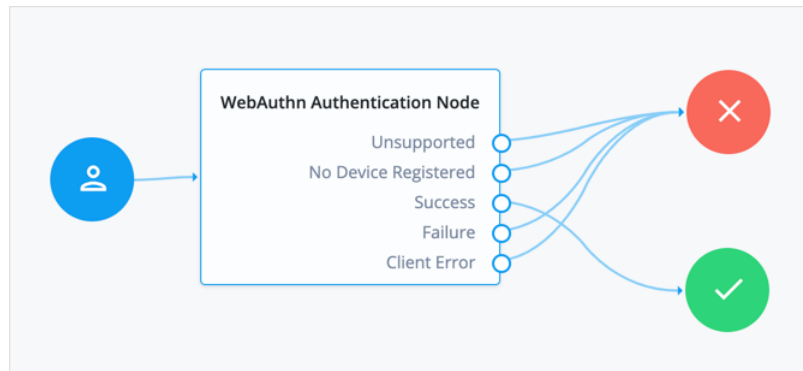 WebAuthn Authentication Node
Unsupported
No Device Registered
Success
Failure
Client Error